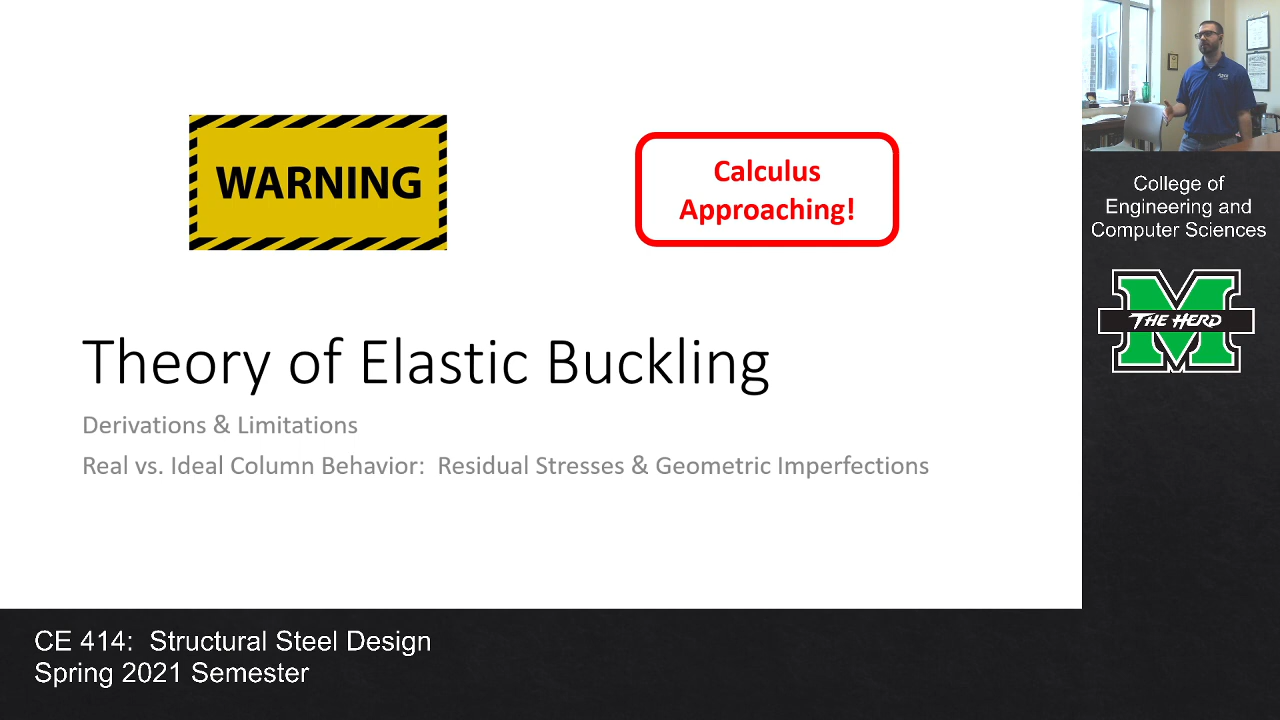 WARNING
Calculus
Approaching!
Theory of Elastic Buckling
Derivations & Limitations
Real vs. Ideal Column Behavior:  Residual Stresses & Geometric Imperfections
College of
Engineering and
Computer Sciences
THE HERD
CE 414:  Structural Steel Design
Spring 2021 Semester